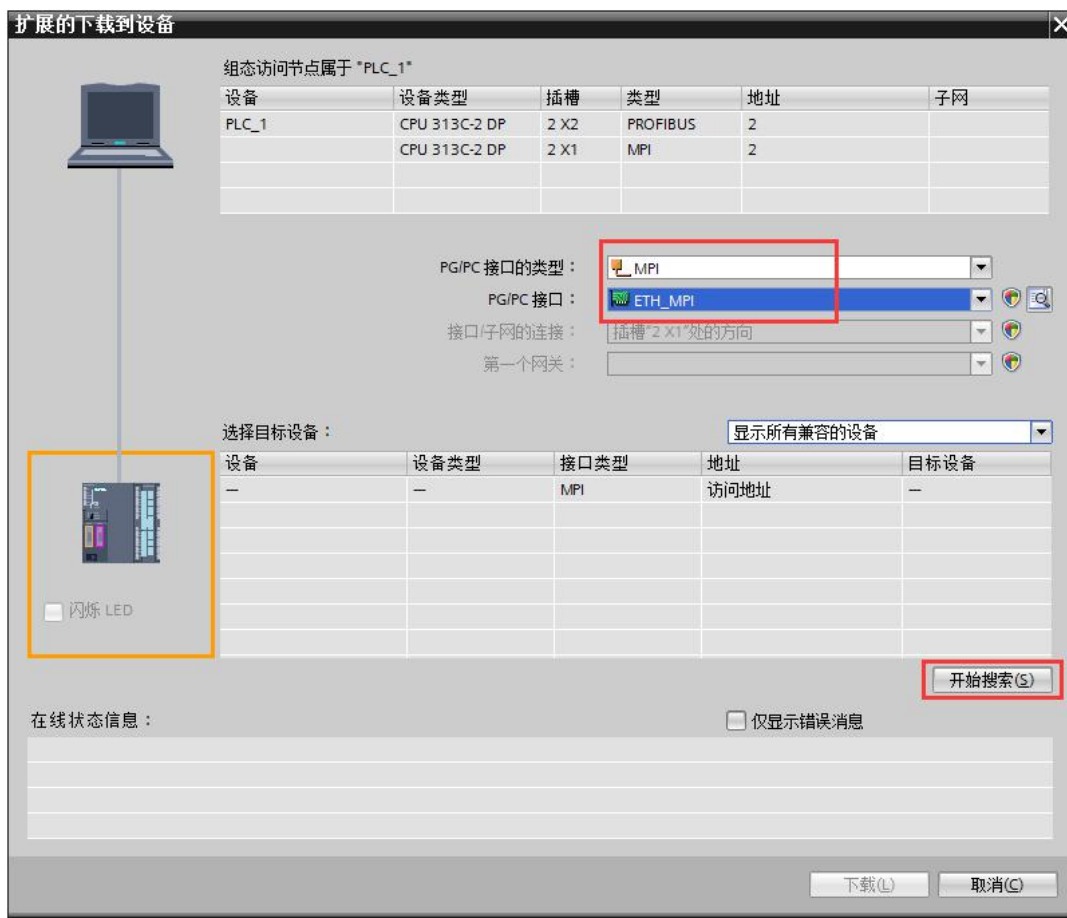 扩展的下载到设备
组态访问节点属于 "PLC_1"
设备 设备类型 插槽 类型 地址 子网
PLC_1 CPU 313C-2 DP 2 X2 PROFIBUS 2
CPU 313C-2 DP 2 X1 MPI 2
PG/PC 接口的类型： MPI
PG/PC 接口： ETH_MPI
接口/子网的连接： 插槽"2 X1"处的方向
第一个网关：
选择目标设备： 显示所有兼容的设备
设备 设备类型 接口类型 地址 目标设备
— — MPI 访问地址 —
闪烁 LED
开始搜索(S)
在线状态信息： 仅显示错误消息
下载(L) 取消(C)